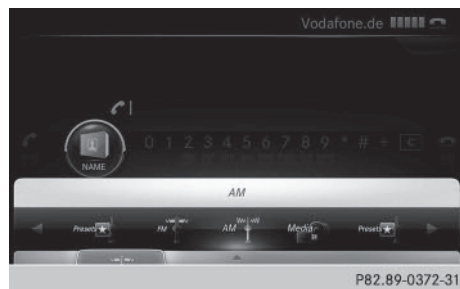 Vodafone.de
NAME
0 1 2 3 4 5 6 7 8 9 * # + C
AM
Presets FM AM Media Presets
P82.89-0372-31